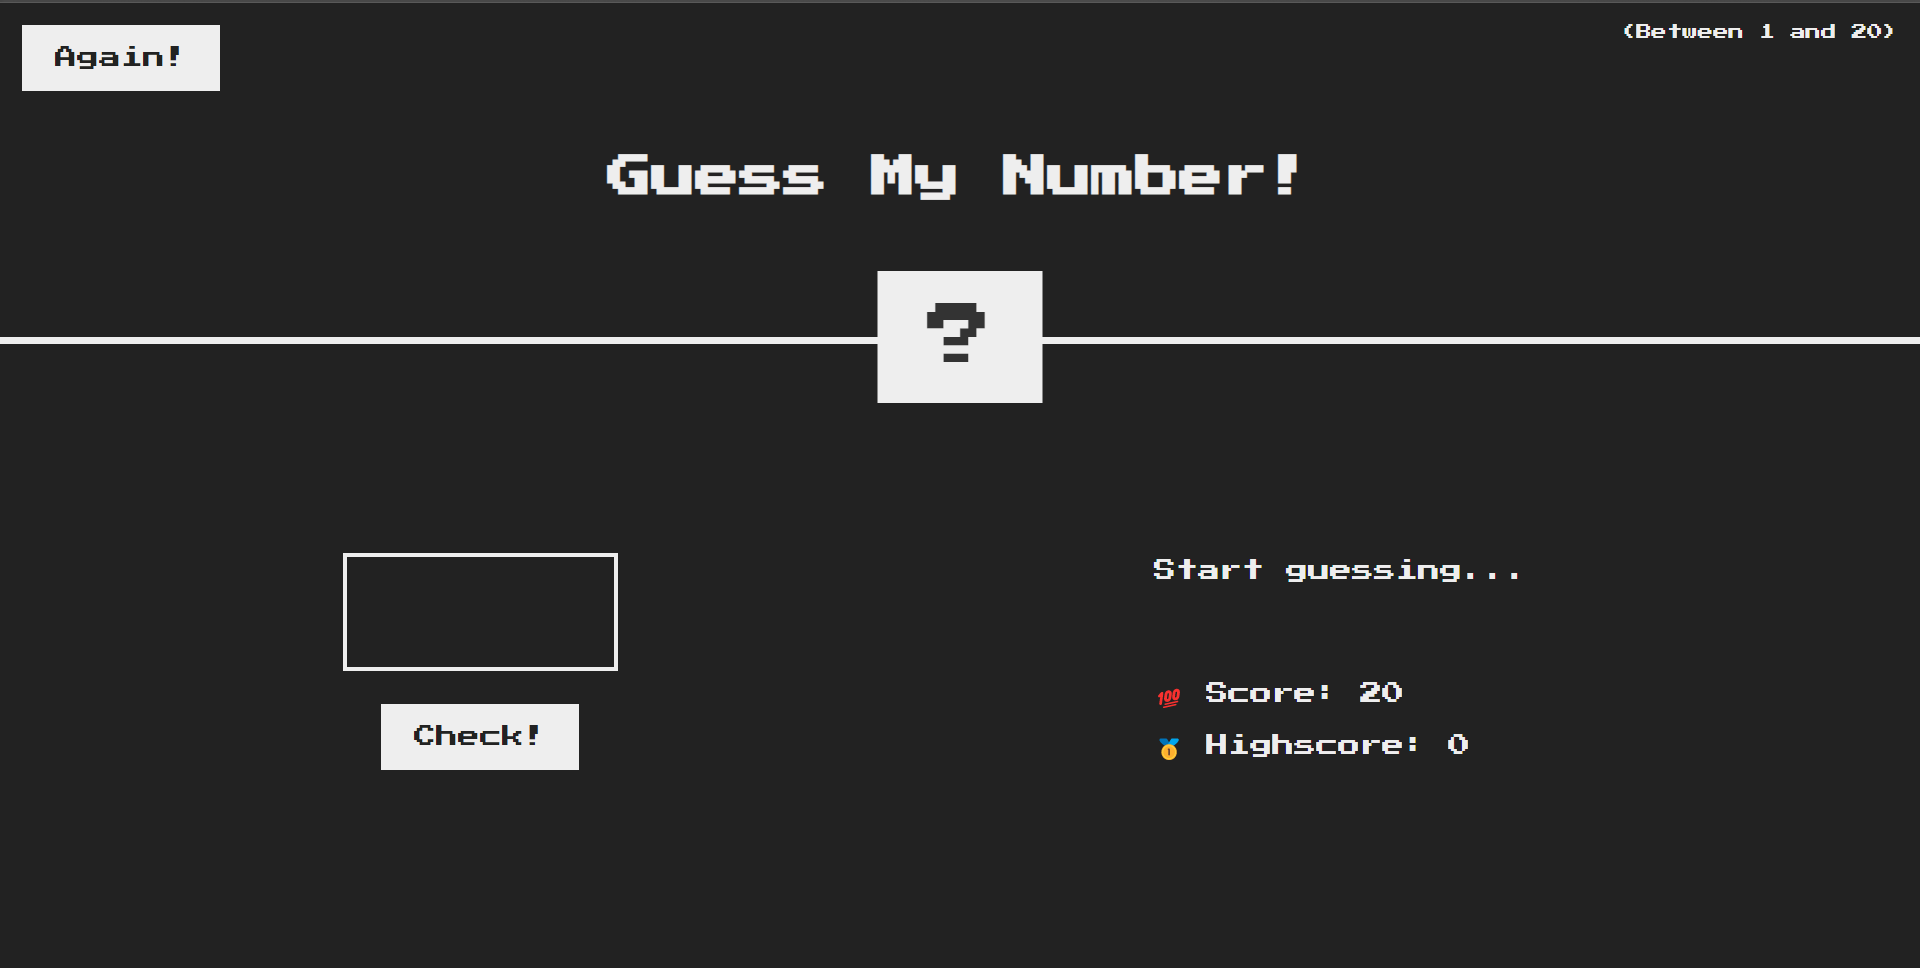 Again!
(Between 1 and 20)
Guess My Number!
?
Start guessing...
💯 Score: 20
🥇 Highscore: 0
Check!